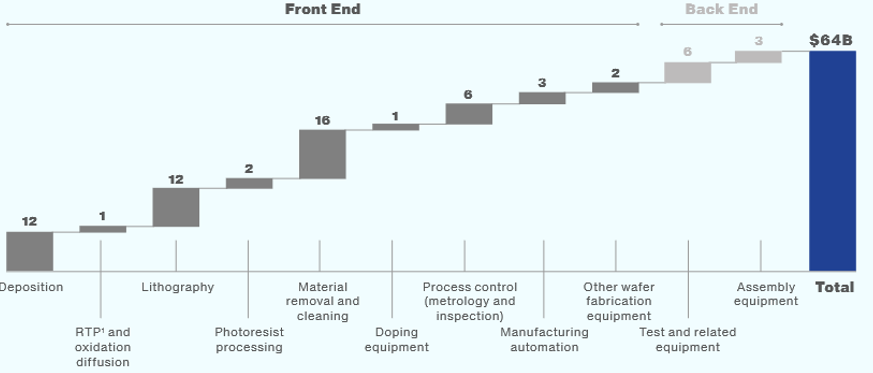 Front End
Back End
$64B
3
6
2
3
6
1
16
2
12
1
12
Deposition
Lithography
Material
removal and
cleaning
Process control
(metrology and
inspection)
Other wafer
fabrication
equipment
Assembly
equipment
Total
RTP¹ and
oxidation
diffusion
Photoresist
processing
Doping
equipment
Manufacturing
automation
Test and related
equipment